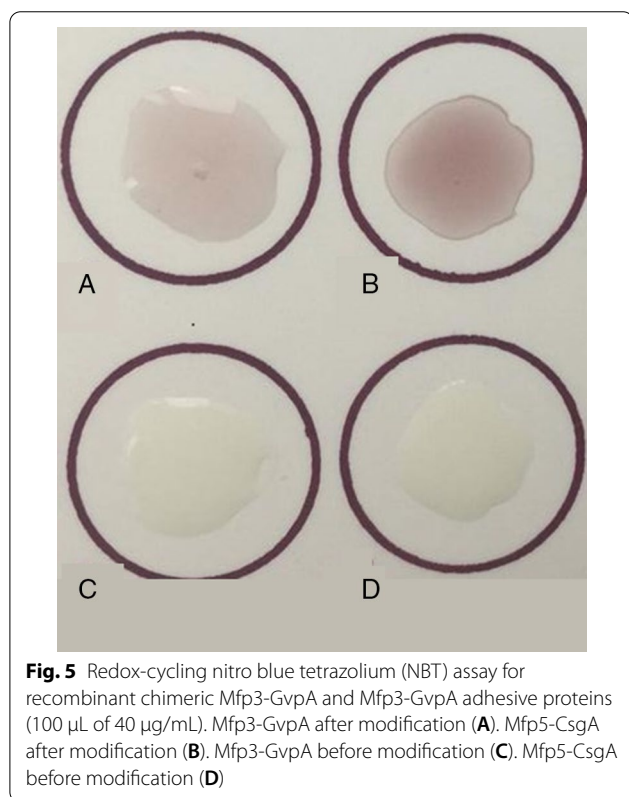 A
B
C
D
Fig. 5 Redox-cycling nitro blue tetrazolium (NBT) assay for
recombinant chimeric Mfp3-GvpA and Mfp3-GvpA adhesive proteins
(100 μL of 40 μg/mL). Mfp3-GvpA after modification (A). Mfp5-CsgA
after modification (B). Mfp3-GvpA before modification (C). Mfp5-CsgA
before modification (D)